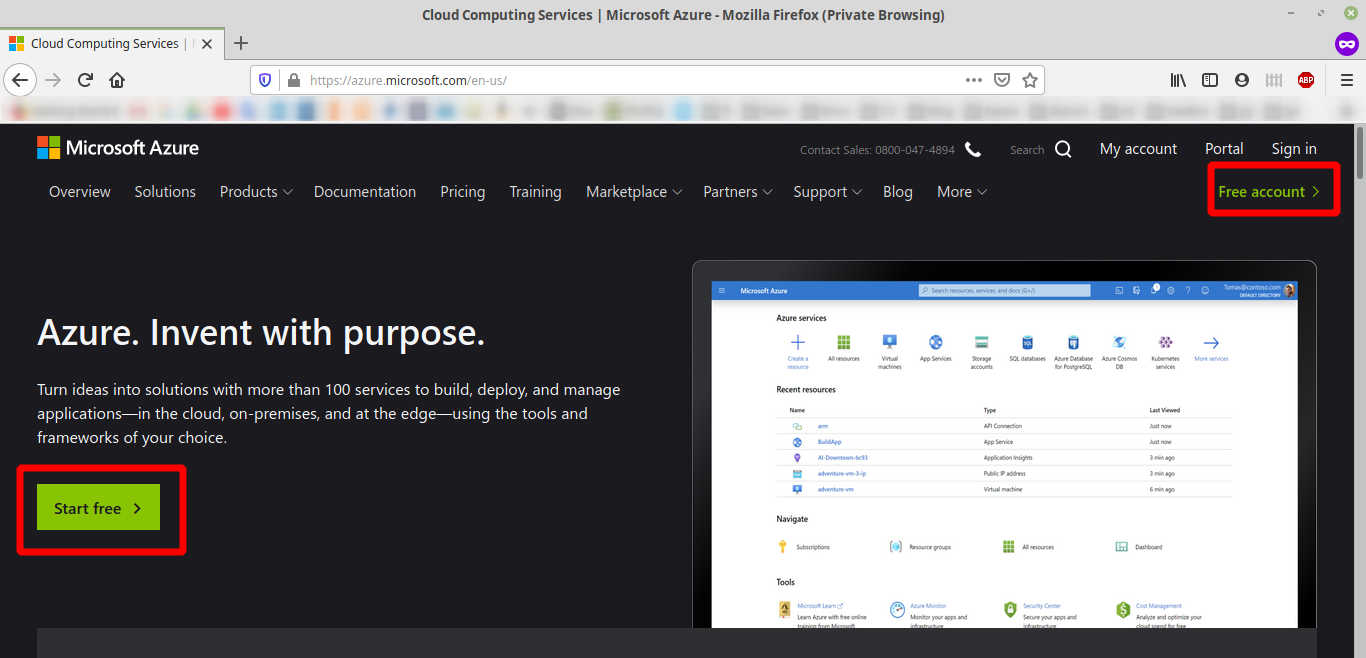 Cloud Computing Services | Microsoft Azure - Mozilla Firefox (Private Browsing)
Cloud Computing Services |
https://azure.microsoft.com/en-us/
ABP
Microsoft Azure
Contact Sales: 0800-047-4894
Search
My account
Portal
Sign in
Overview
Solutions
Products
Documentation
Pricing
Training
Marketplace
Partners
Support
Blog
More
Free account
Azure. Invent with purpose.
Turn ideas into solutions with more than 100 services to build, deploy, and manage
applications—in the cloud, on-premises, and at the edge—using the tools and
frameworks of your choice.
Start free
Microsoft Azure
Search resources, services, and docs (G+/)
Tomas@contoso.com
DEFAULT DIRECTORY
Azure services
Create a
resource
All resources
Virtual
machines
App Services
Storage
accounts
SQL databases
Azure Database
for PostgreSQL
Azure Cosmos
DB
Kubernetes
services
More services
Recent resources
Name Type Last Viewed
arm API Connection Just now
BuildApp App Service Just now
AI-Downtown-bc93 Application Insights 3 min ago
adventure-vm-3-ip Public IP address 3 min ago
adventure-vm Virtual machine 6 min ago
Navigate
Subscriptions
Resource groups
All resources
Dashboard
Tools
Microsoft Learn
Learn Azure with free online
training from Microsoft
Azure Monitor
Monitor your apps and
infrastructure
Security Center
Secure your apps and
infrastructure
Cost Management
Analyze and optimize your
cloud spend for free